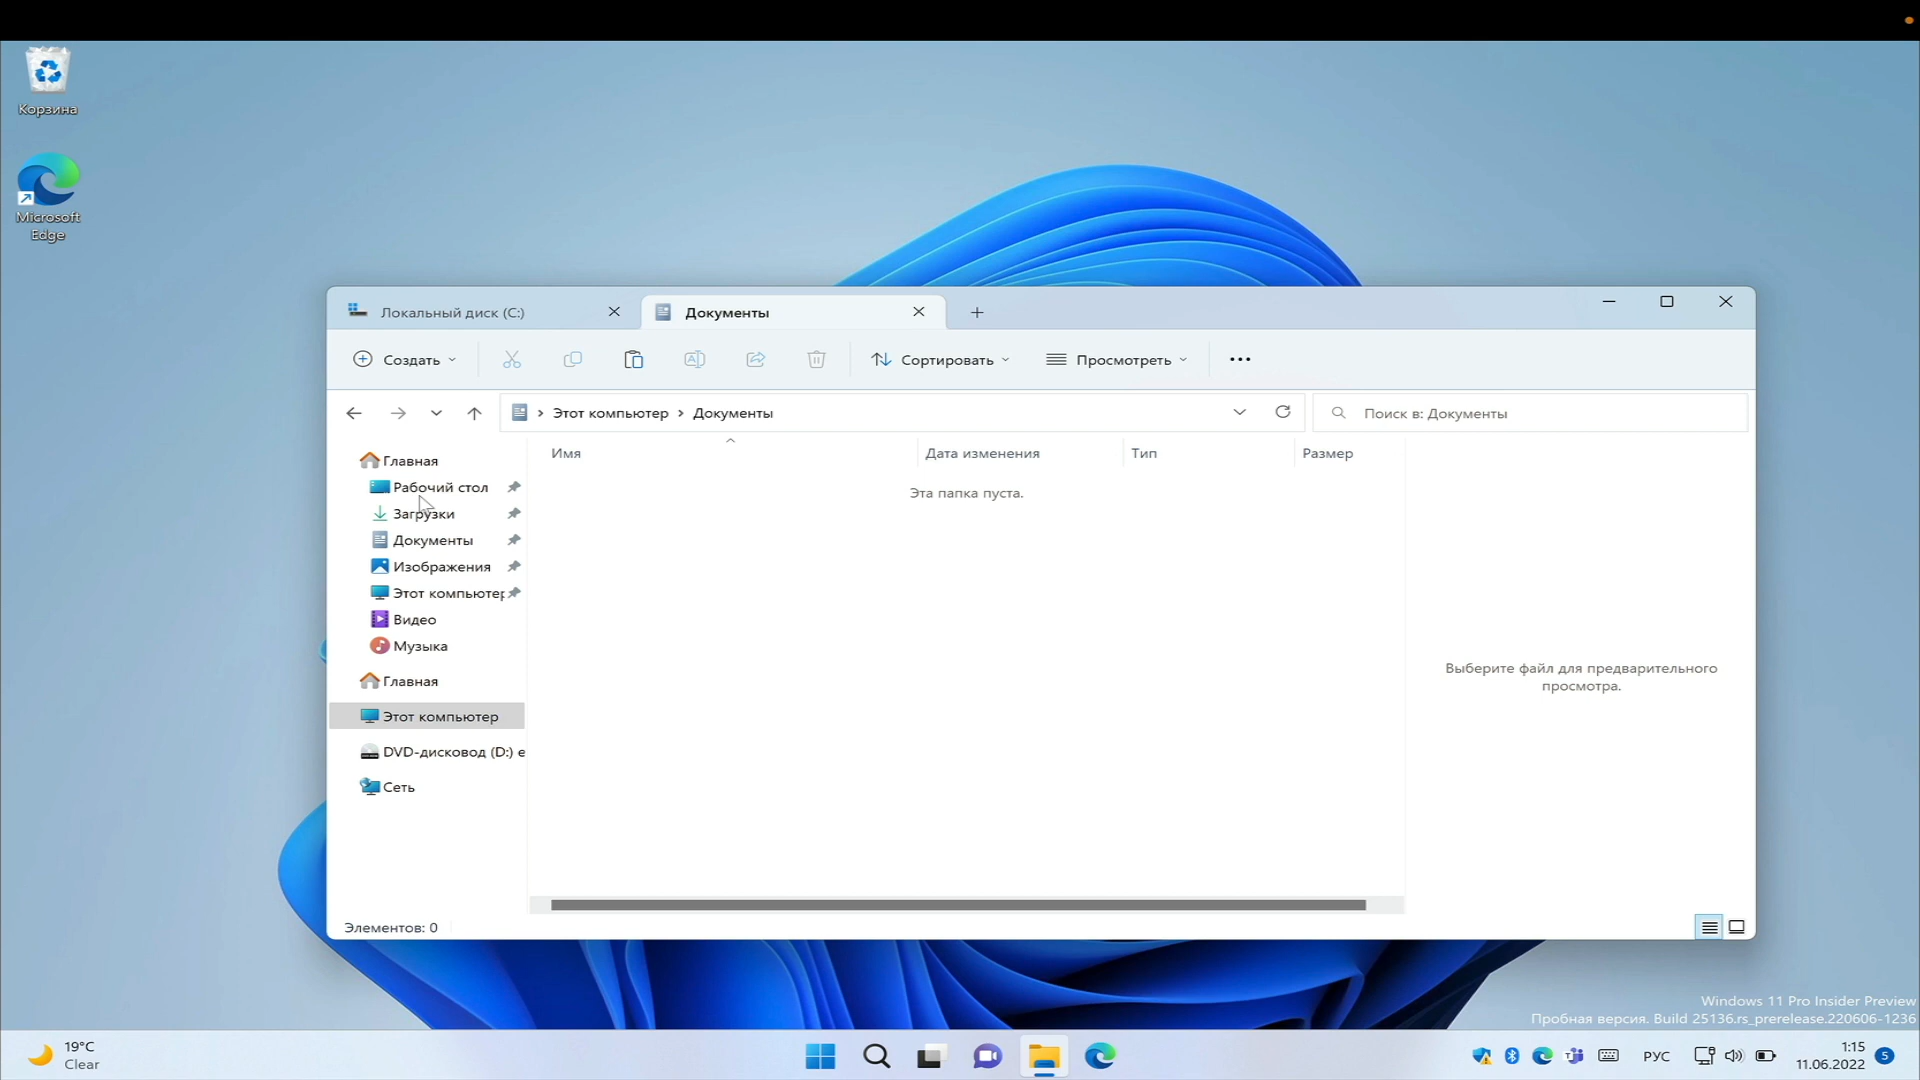 Корзина
Microsoft
Edge
Локальный диск (C:)
Документы
Создать
Сортировать
Просмотреть
Этот компьютер
Документы
Поиск в: Документы
Главная
Рабочий стол
Загрузки
Документы
Изображения
Этот компьютер
Видео
Музыка
Главная
Этот компьютер
DVD-дисковод (D:) e
Сеть
Имя
Дата изменения
Тип
Размер
Эта папка пуста.
Выберите файл для предварительного
просмотра.
Элементов: 0
Windows 11 Pro Insider Preview
Пробная версия. Build 25136.rs_prerelease.220606-1236
19°C
Clear
РУС
1:15
11.06.2022
5